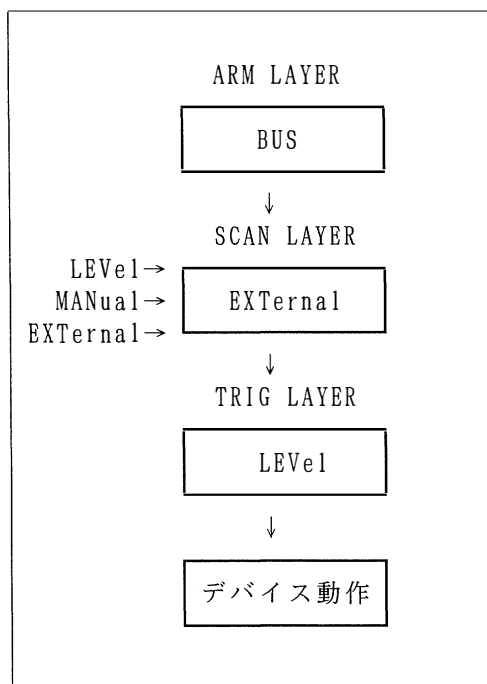 ARM LAYER
BUS
↓
SCAN LAYER
LEVel→
MANual→
EXTernal
EXTernal→
↓
TRIG LAYER
LEVel
↓
デバイス動作